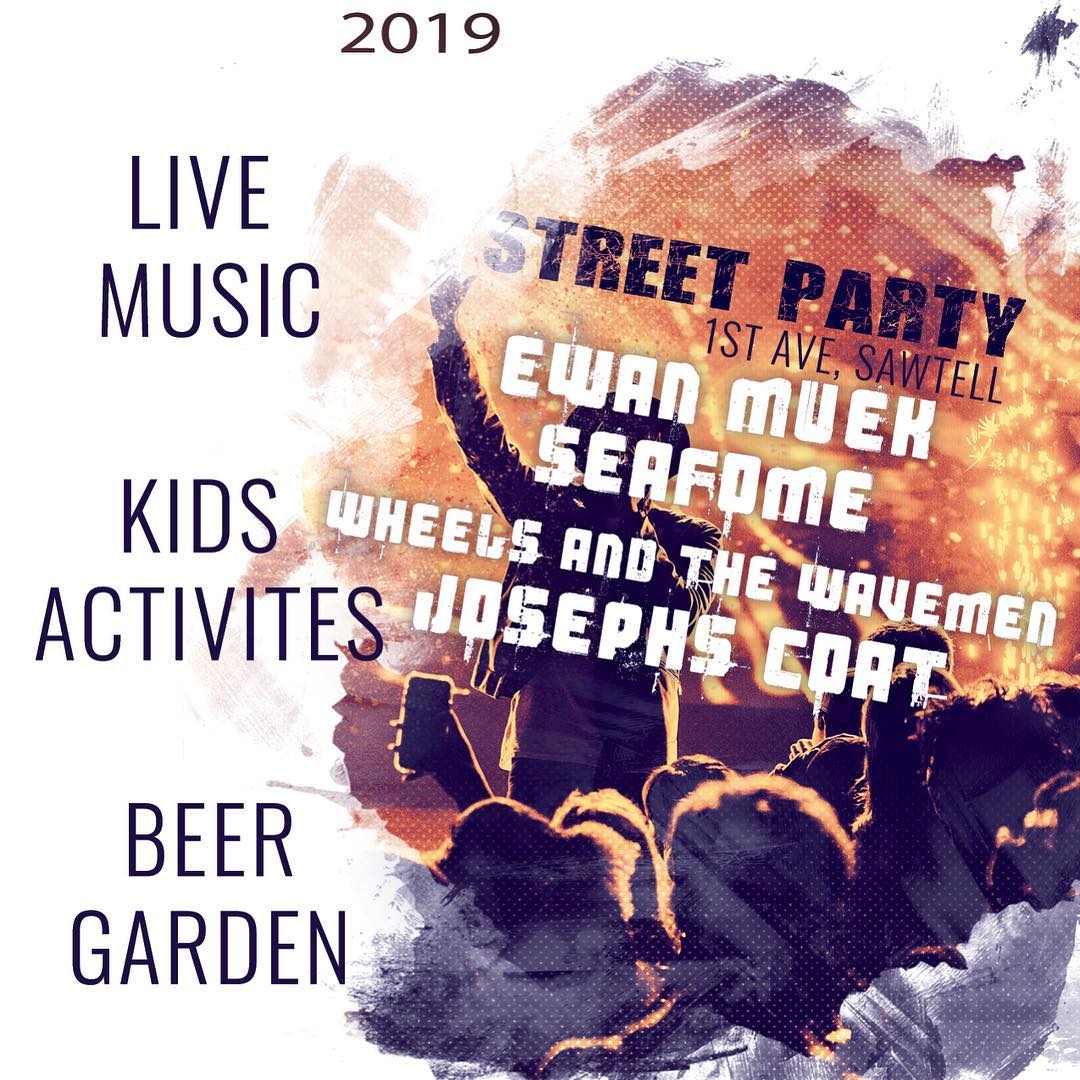 2019
LIVE
MUSIC
KIDS
ACTIVITES
BEER
GARDEN
STREET PARTY
1ST AVE, SAWTELL
EWAN MUEK
SEAFOME
WHEELS AND THE WAVEMEN
JOSEPHS COAT